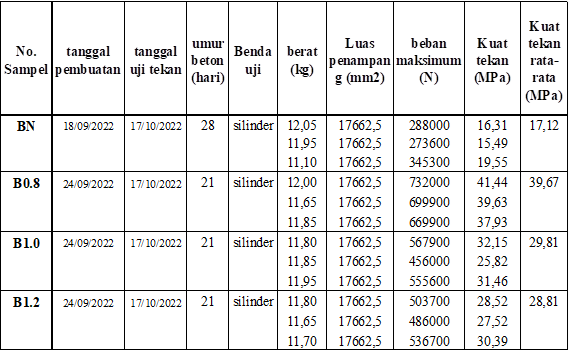 No. Sampel | tanggal pembuatan | tanggal uji tekan | umur beton (hari) | Benda uji | berat (kg) | Luas penampan g (mm2) | beban maksimum (N) | Kuat tekan (MPa) | Kuat tekan rata-rata (MPa)
BN | 18/09/2022 | 17/10/2022 | 28 | silinder | 12,05 | 17662,5 | 288000 | 16,31 | 17,12
11,95 | 17662,5 | 273600 | 15,49
11,10 | 17662,5 | 345300 | 19,55
B0.8 | 24/09/2022 | 17/10/2022 | 21 | silinder | 12,00 | 17662,5 | 732000 | 41,44 | 39,67
11,65 | 17662,5 | 699900 | 39,63
11,85 | 17662,5 | 669900 | 37,93
B1.0 | 24/09/2022 | 17/10/2022 | 21 | silinder | 11,80 | 17662,5 | 567900 | 32,15 | 29,81
11,85 | 17662,5 | 456000 | 25,82
11,95 | 17662,5 | 555600 | 31,46
B1.2 | 24/09/2022 | 17/10/2022 | 21 | silinder | 11,80 | 17662,5 | 503700 | 28,52 | 28,81
11,65 | 17662,5 | 486000 | 27,52
11,70 | 17662,5 | 536700 | 30,39